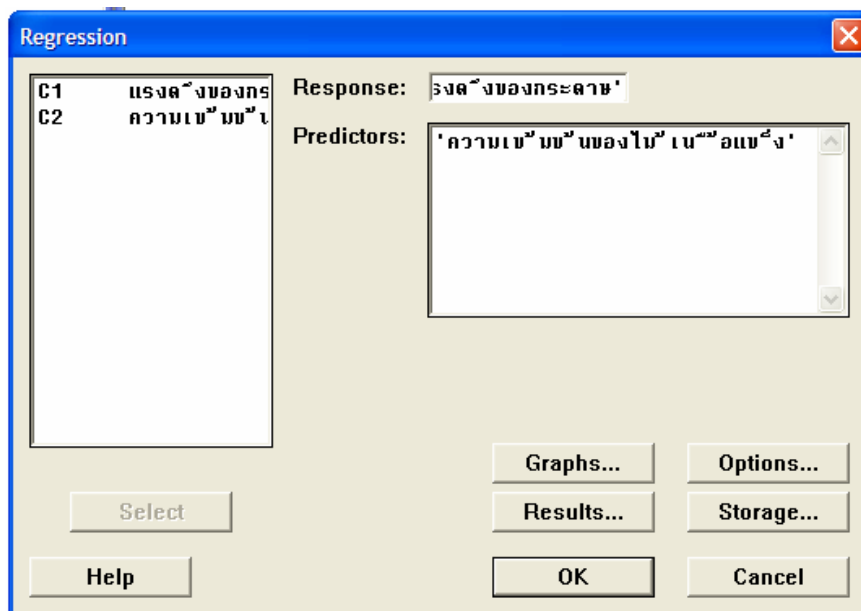 Regression
C1 แรงดึงของกร
C2 ความเข้มข้น
Response: รงดึงของกระดาษ'
Predictors: 'ความเข้มข้นของไม้เนื้อแข็ง'
Graphs... Options...
Select Results... Storage...
Help OK Cancel